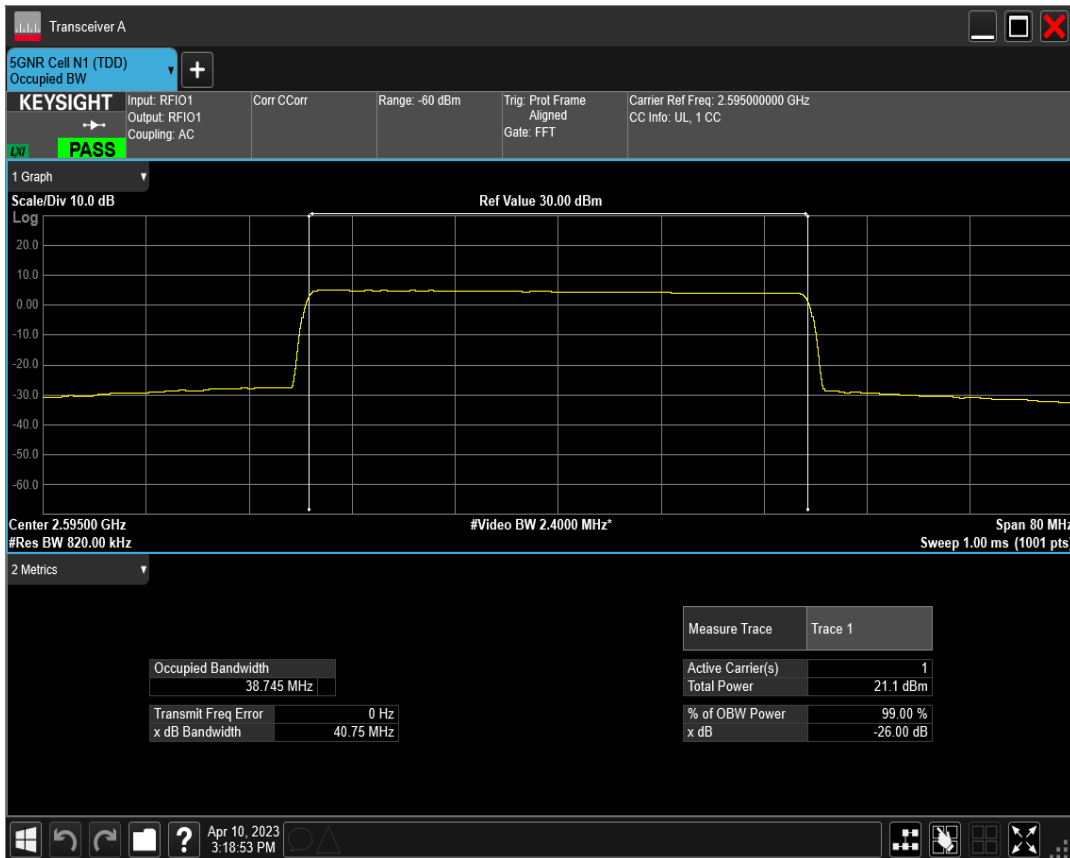 Transceiver A
5GNR Cell N1 (TDD)
Occupied BW
+
KEYSIGHT
LXI
PASS
Input: RFIO1
Output: RFIO1
Coupling: AC
Corr CCorr
Range: -60 dBm
Trig: Prot Frame
Aligned
Gate: FFT
Carrier Ref Freq: 2.595000000 GHz
CC Info: UL, 1 CC
1 Graph
Scale/Div 10.0 dB
Ref Value 30.00 dBm
Log
20.0
10.0
0.00
-10.0
-20.0
-30.0
-40.0
-50.0
-60.0
Center 2.59500 GHz
#Video BW 2.4000 MHz*
Span 80 MHz
#Res BW 820.00 kHz
Sweep 1.00 ms (1001 pts)
2 Metrics
Measure Trace Trace 1
Occupied Bandwidth
38.745 MHz
Active Carrier(s) 1
Total Power 21.1 dBm
Transmit Freq Error 0 Hz
x dB Bandwidth 40.75 MHz
% of OBW Power 99.00 %
x dB -26.00 dB
?
Apr 10, 2023
3:18:53 PM